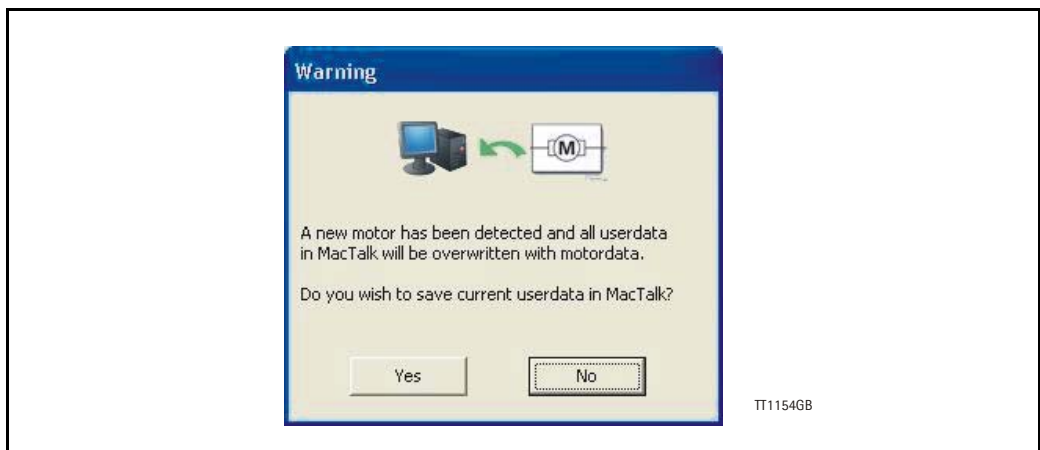 Warning
M
A new motor has been detected and all userdata
in MacTalk will be overwritten with motordata.
Do you wish to save current userdata in MacTalk?
Yes
No
TT1154GB